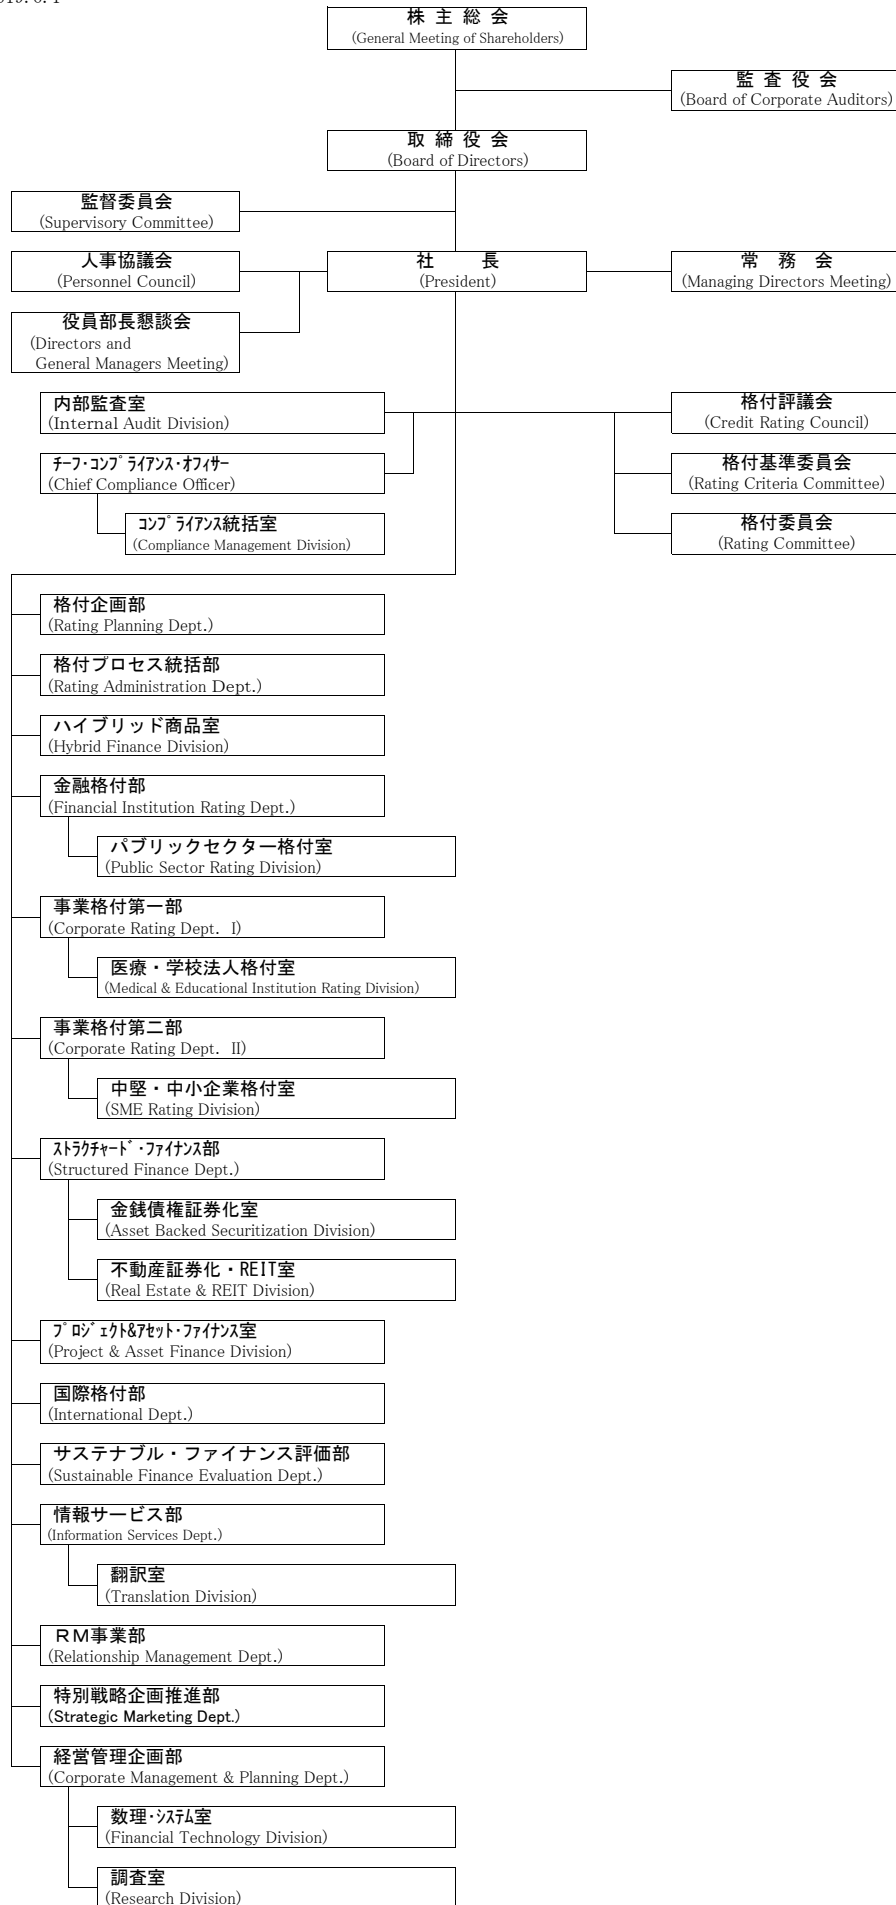 株 主 総 会
(General Meeting of Shareholders)
監 査 役 会
(Board of Corporate Auditors)
取 締 役 会
(Board of Directors)
監督委員会
(Supervisory Committee)
人事協議会
(Personnel Council)
社 長
(President)
常 務 会
(Managing Directors Meeting)
役員部長懇談会
(Directors and
General Managers Meeting)
内部監査室
(Internal Audit Division)
格付評議会
(Credit Rating Council)
ﾁｰﾌ・ｺﾝﾌﾟﾗｲｱﾝｽ・ｵﾌｨｻｰ
(Chief Compliance Officer)
格付基準委員会
(Rating Criteria Committee)
ｺﾝﾌﾟﾗｲｱﾝｽ統括室
(Compliance Management Division)
格付委員会
(Rating Committee)
格付企画部
(Rating Planning Dept.)
格付プロセス統括部
(Rating Administration Dept.)
ハイブリッド商品室
(Hybrid Finance Division)
金融格付部
(Financial Institution Rating Dept.)
パブリックセクター格付室
(Public Sector Rating Division)
事業格付第一部
(Corporate Rating Dept. I)
医療・学校法人格付室
(Medical & Educational Institution Rating Division)
事業格付第二部
(Corporate Rating Dept. II)
中堅・中小企業格付室
(SME Rating Division)
ｽﾄﾗｸﾁｬｰﾄﾞ・ﾌｧｲﾅﾝｽ部
(Structured Finance Dept.)
金銭債権証券化室
(Asset Backed Securitization Division)
不動産証券化・REIT室
(Real Estate & REIT Division)
ﾌﾟﾛｼﾞｪｸﾄ&ｱｾｯﾄ・ﾌｧｲﾅﾝｽ室
(Project & Asset Finance Division)
国際格付部
(International Dept.)
サステナブル・ファイナンス評価部
(Sustainable Finance Evaluation Dept.)
情報サービス部
(Information Services Dept.)
翻訳室
(Translation Division)
ＲＭ事業部
(Relationship Management Dept.)
特別戦略企画推進部
(Strategic Marketing Dept.)
経営管理企画部
(Corporate Management & Planning Dept.)
数理・ｼｽﾃﾑ室
(Financial Technology Division)
調査室
(Research Division)